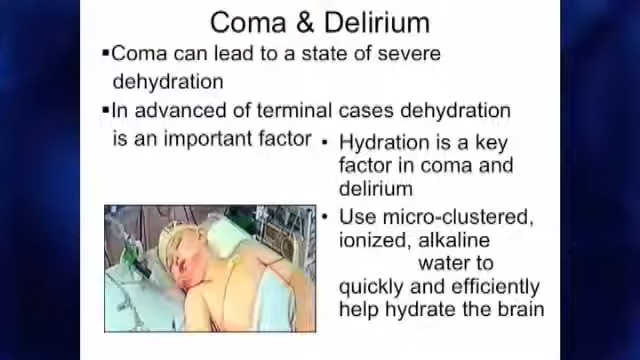 Coma & Delirium
▪Coma can lead to a state of severe
dehydration
▪In advanced of terminal cases dehydration
is an important factor
• Hydration is a key
factor in coma and
delirium
• Use micro-clustered,
ionized, alkaline
water to
quickly and efficiently
help hydrate the brain